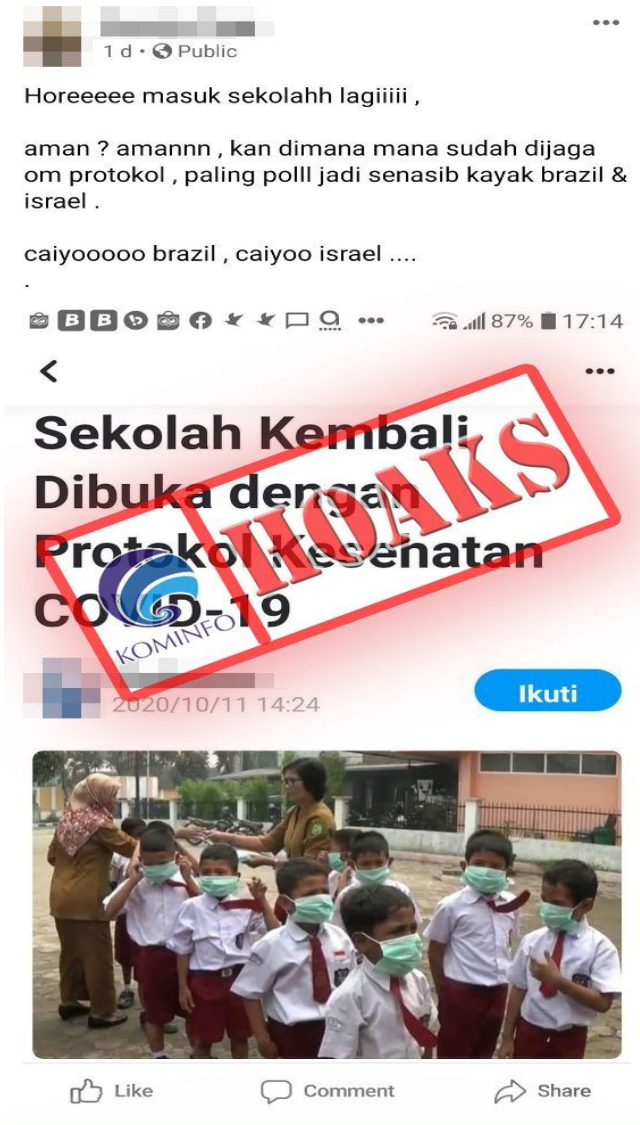 1 d · Public
Horeeeee masuk sekolahh lagiiiii ,
aman ? amannn , kan dimana mana sudah dijaga
om protokol , paling polll jadi senasib kayak brazil &
israel .
caiyooooo brazil , caiyoo israel ....
.
87% 17:14
Sekolah Kembali
Dibuka dengan
Protokol Kesehatan
COVID-19
HOAKS
KOMINFO
2020/10/11 14:24
Ikuti
Like Comment Share